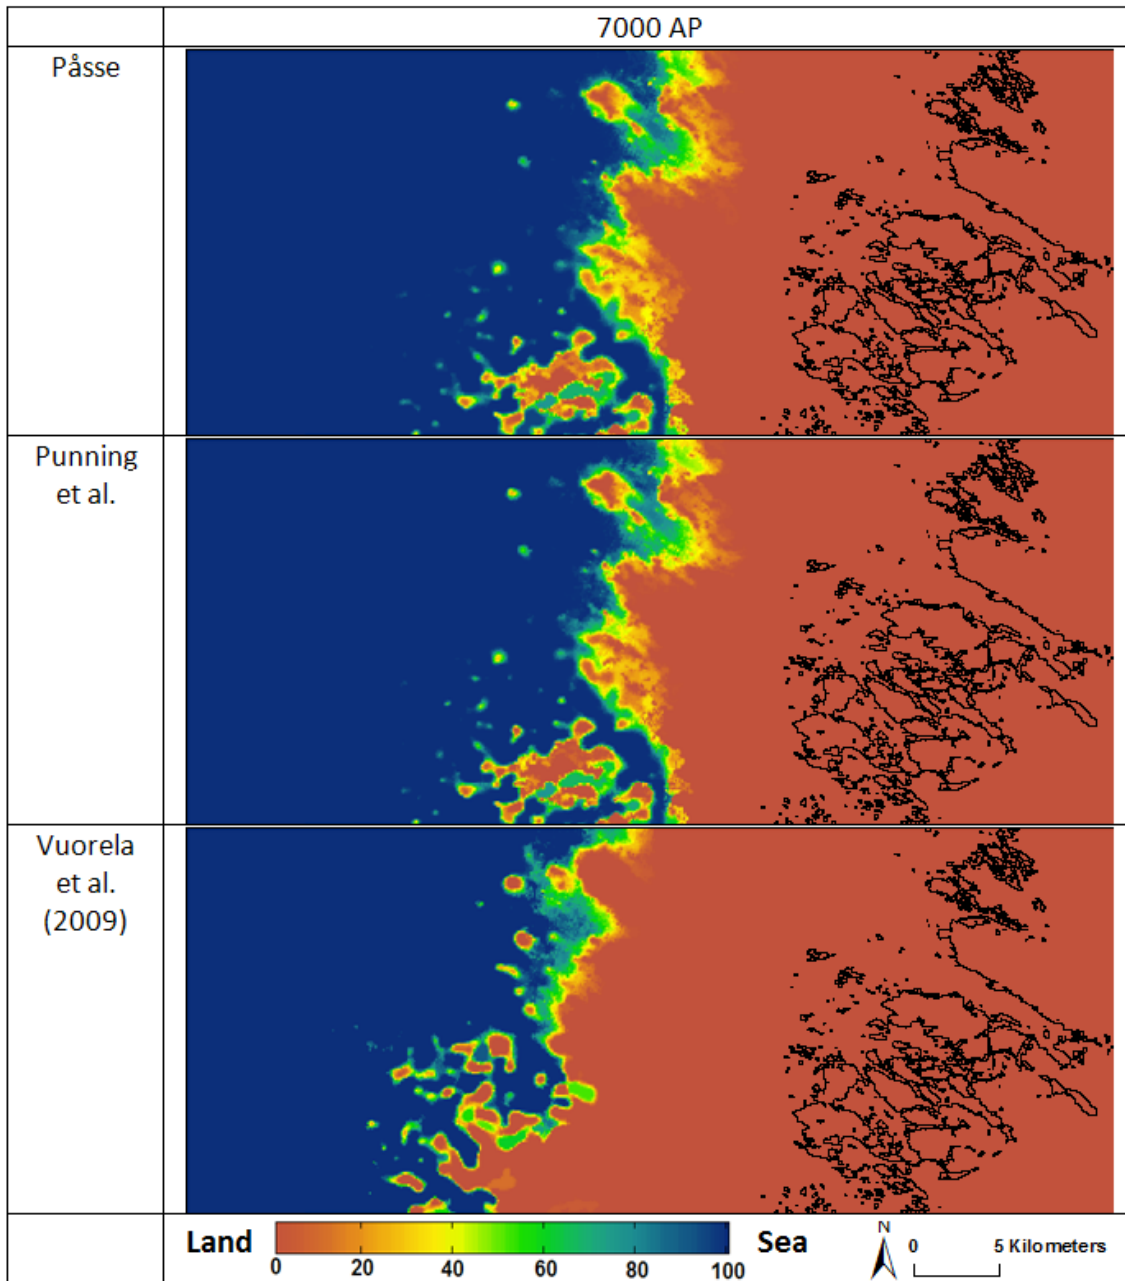 7000 AP
Påsse
Punning
et al.
Vuorela
et al.
(2009)
Land
Sea
0 20 40 60 80 100
N
0 5 Kilometers